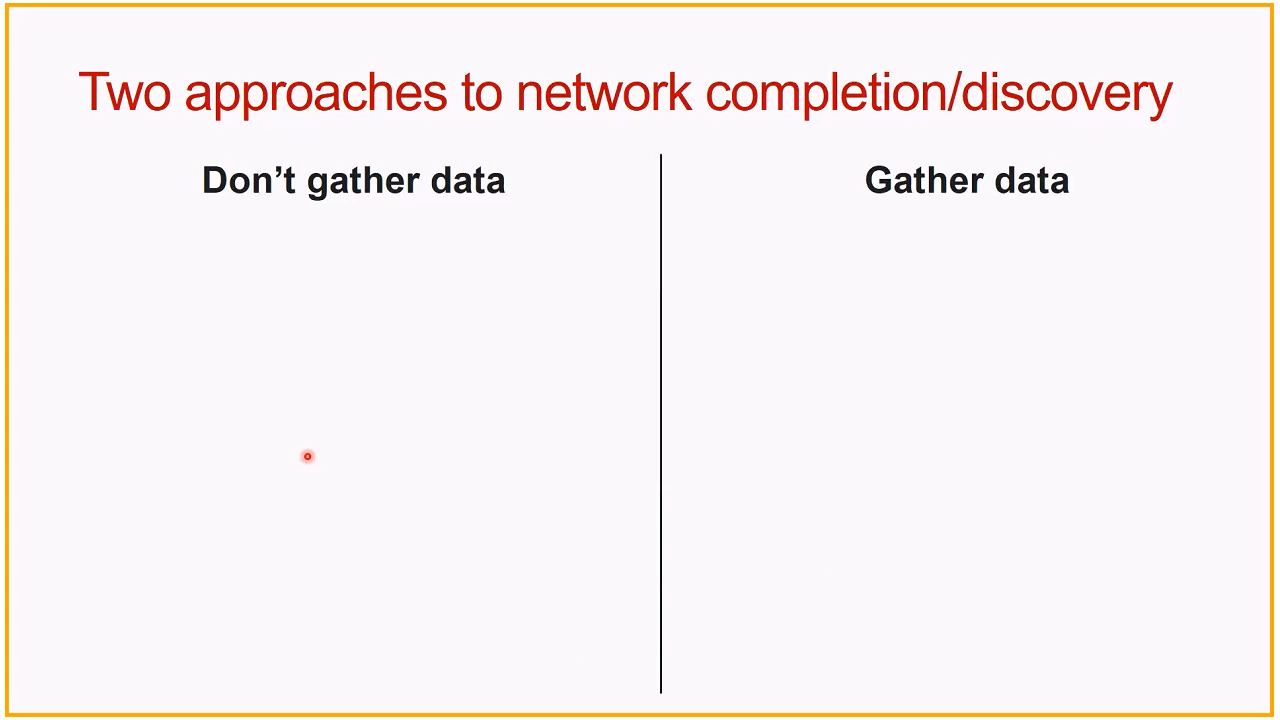 Two approaches to network completion/discovery
Don’t gather data
Gather data